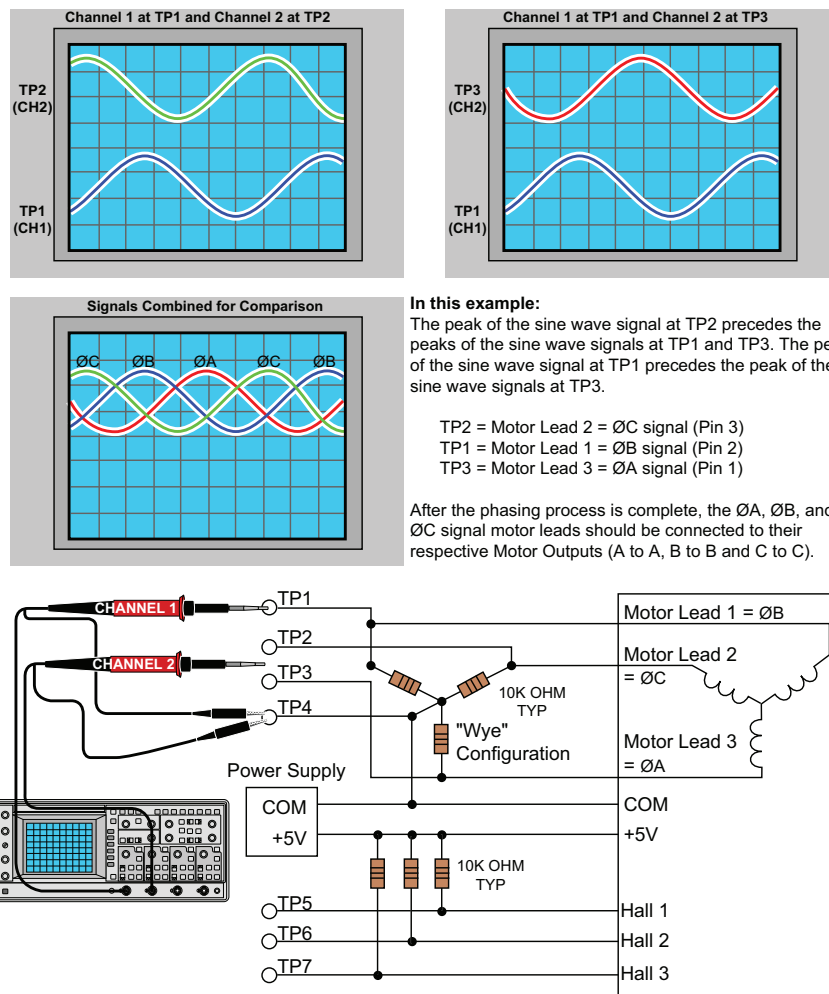 Channel 1 at TP1 and Channel 2 at TP2
TP2
(CH2)
TP1
(CH1)
Channel 1 at TP1 and Channel 2 at TP3
TP3
(CH2)
TP1
(CH1)
Signals Combined for Comparison
ØC ØB ØA ØC ØB
In this example:
The peak of the sine wave signal at TP2 precedes the
peaks of the sine wave signals at TP1 and TP3. The pe
of the sine wave signal at TP1 precedes the peak of the
sine wave signals at TP3.
TP2 = Motor Lead 2 = ØC signal (Pin 3)
TP1 = Motor Lead 1 = ØB signal (Pin 2)
TP3 = Motor Lead 3 = ØA signal (Pin 1)
After the phasing process is complete, the ØA, ØB, and
ØC signal motor leads should be connected to their
respective Motor Outputs (A to A, B to B and C to C).
CHANNEL 1
TP1
Motor Lead 1 = ØB
TP2
CHANNEL 2
TP3
Motor Lead 2
= ØC
10K OHM
TYP
TP4
"Wye"
Configuration
Motor Lead 3
= ØA
Power Supply
COM
+5V
COM
+5V
10K OHM
TYP
TP5
Hall 1
TP6
Hall 2
TP7
Hall 3